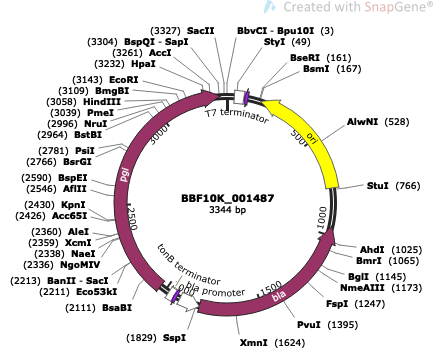 Created with SnapGene®
(3327) SacII
(3304) BspQI - SapI
(3261) AccI
(3232) HpaI
(3143) EcoRI
(3109) BmgBI
(3058) HindIII
(3039) PmeI
(2996) NruI
(2964) BstBI
(2781) PsiI
(2766) BsrGI
(2590) BspEI
(2546) AflII
(2430) KpnI
(2426) Acc65I
(2360) AleI
(2359) XcmI
(2338) NaeI
(2336) NgoMIV
(2213) BanII - SacI
(2211) Eco53kI
(2111) BsaBI
(1829) SspI
BbvCI - Bpu10I (3)
StyI (49)
BseRI (161)
BsmI (167)
AlwNI (528)
StuI (766)
AhdI (1025)
BmrI (1065)
BglI (1145)
NmeAIII (1173)
FspI (1247)
PvuI (1395)
XmnI (1624)
T7 terminator
ori
500
1000
1500
2500
3000
pgi
BBF10K_001487
3344 bp
tonB terminator
bla promoter
bla